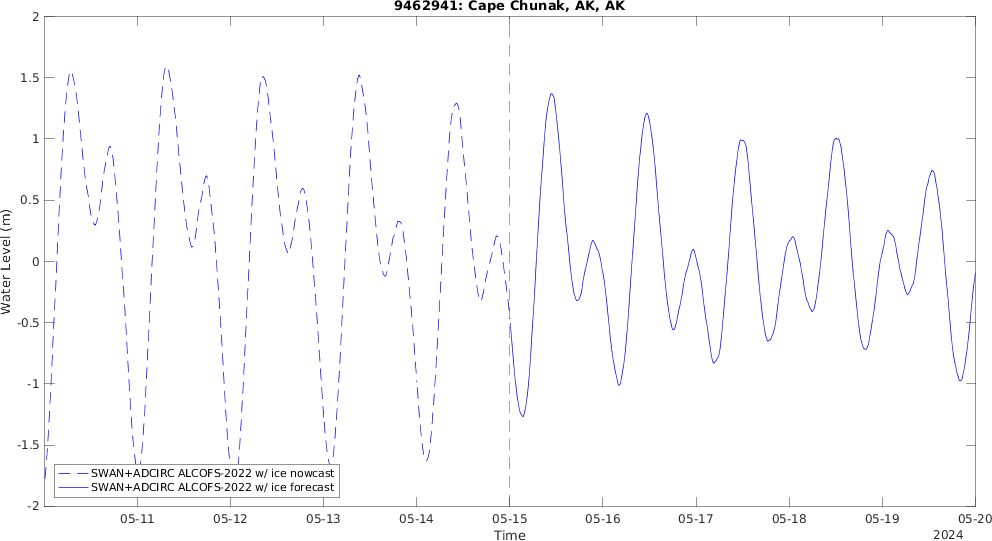 9462941: Cape Chunak, AK, AK
Water Level (m)
2
1.5
1
0.5
0
-0.5
-1
-1.5
-2
SWAN+ADCIRC ALCOFS-2022 w/ ice nowcast
SWAN+ADCIRC ALCOFS-2022 w/ ice forecast
05-11 05-12 05-13 05-14 05-15 05-16 05-17 05-18 05-19 05-20
Time
2024